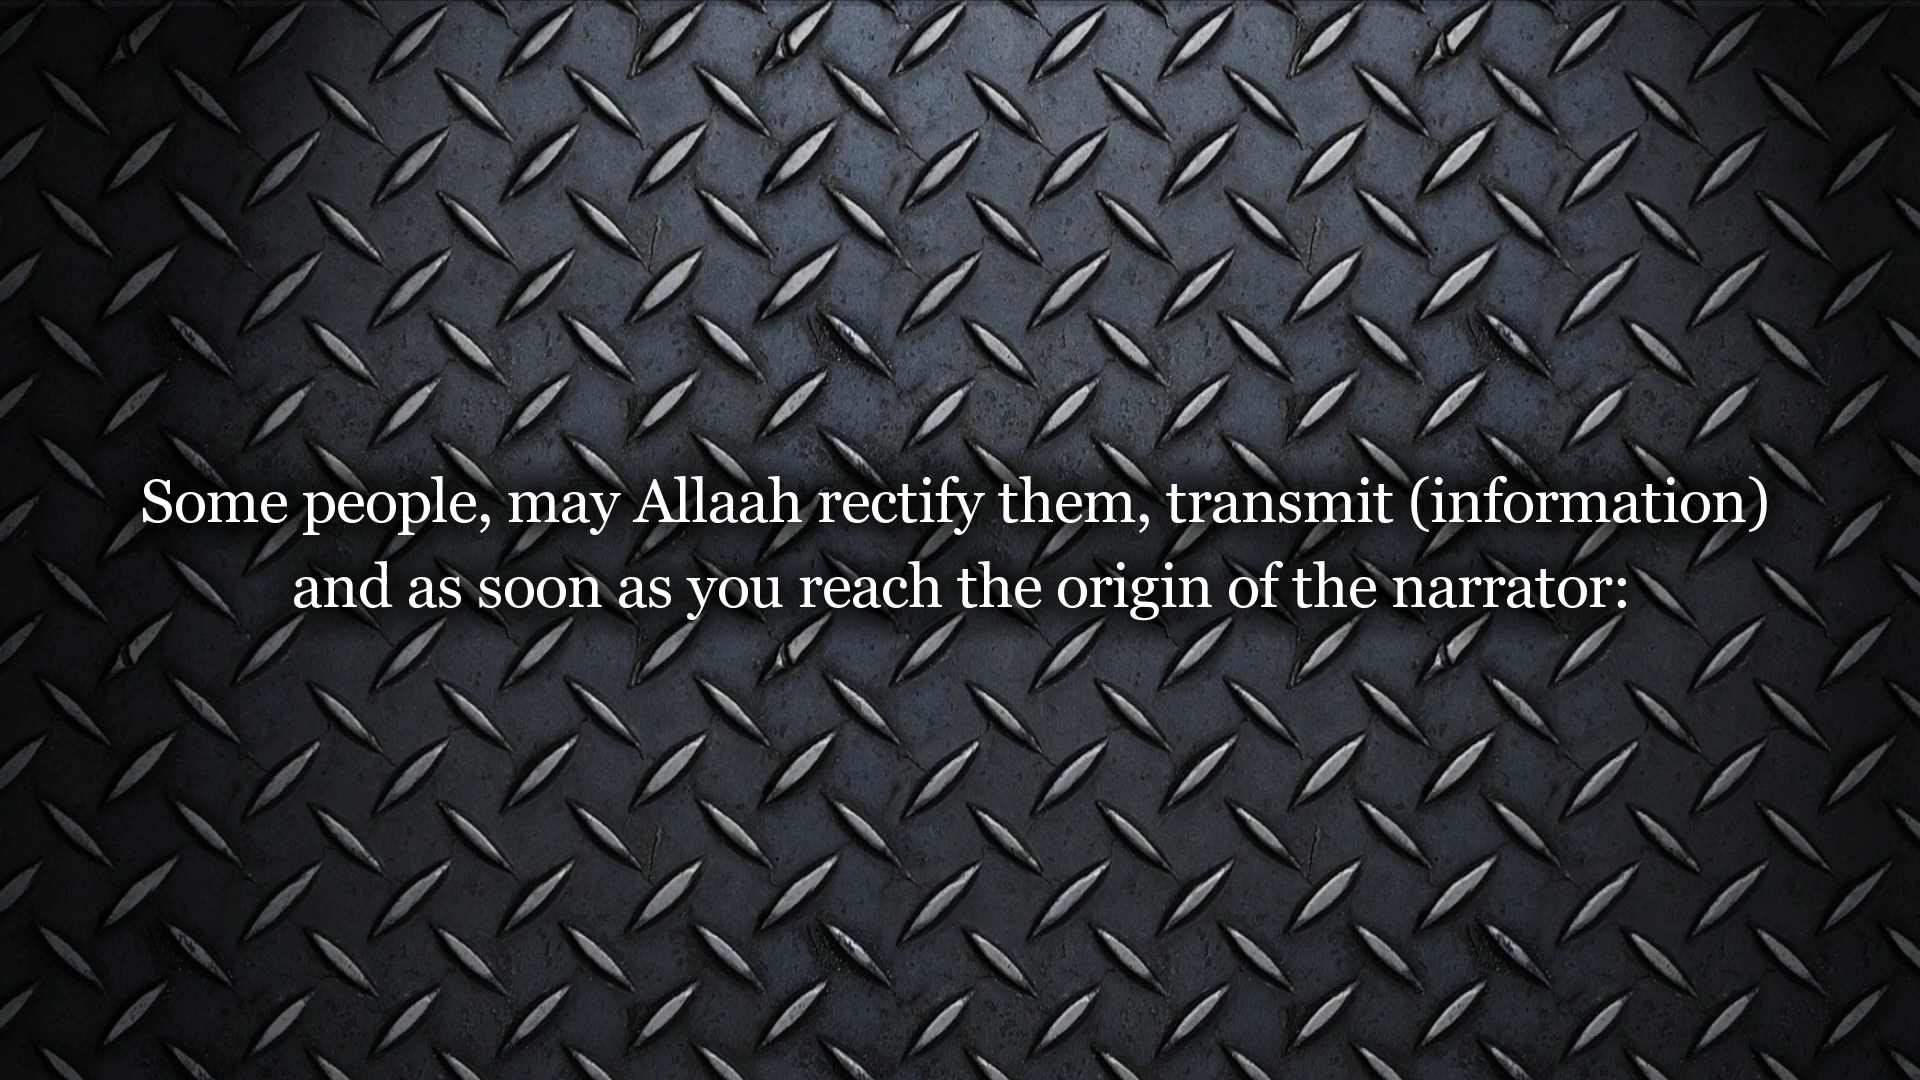 Some people, may Allaah rectify them, transmit (information)
and as soon as you reach the origin of the narrator: